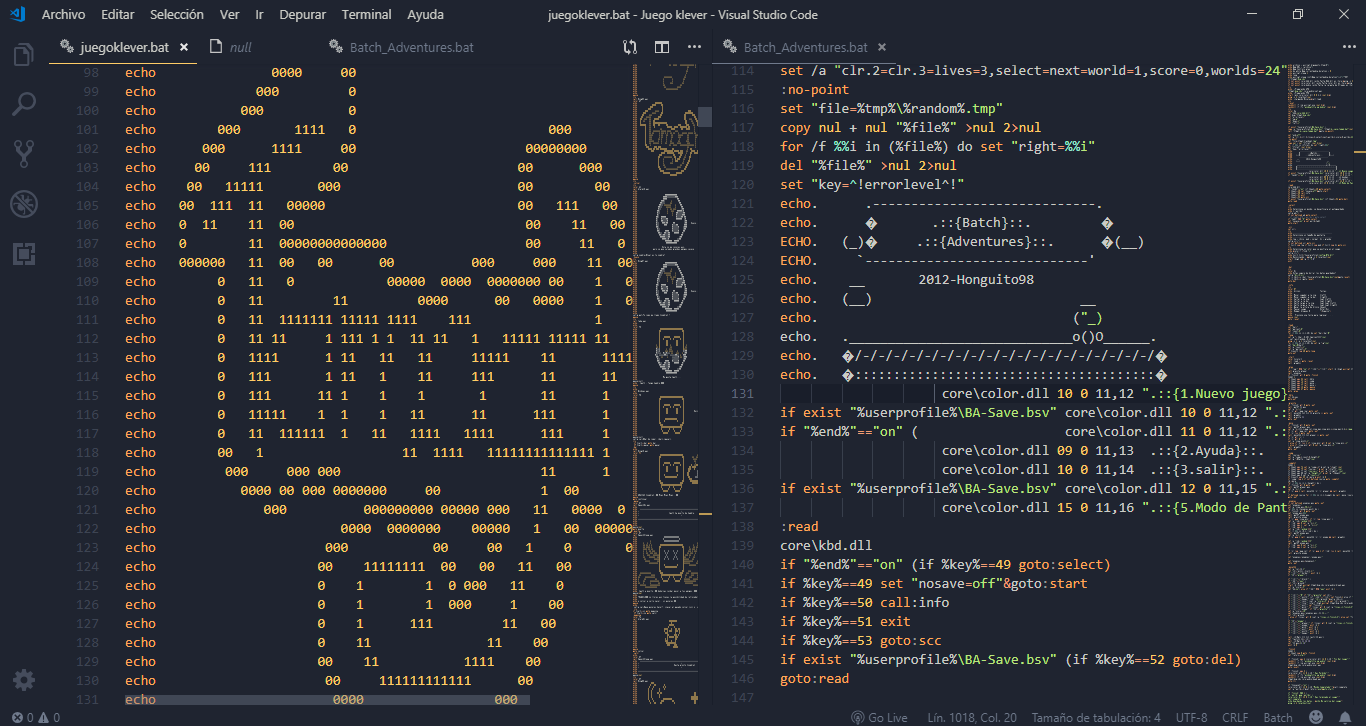 Archivo Editar Selección Ver Ir Depurar Terminal Ayuda
juegoklever.bat - Juego klever - Visual Studio Code
juegoklever.bat × null Batch_Adventures.bat
98 echo 0000 00
99 echo 000 0
100 echo 000 0
101 echo 000 1111 0 000
102 echo 000 1111 00 00000000
103 echo 00 111 00 00 000
104 echo 00 11111 000 00 00
105 echo 00 111 11 00000 00 111 00
106 echo 0 11 11 00 00 11 00
107 echo 0 11 00000000000000 00 11 0
108 echo 000000 11 00 00 00 000 000 11 00
109 echo 0 11 0 00000 0000 0000000 00 1 0
110 echo 0 11 11 0000 00 0000 1 0
111 echo 0 11 1111111 11111 1111 111 1
112 echo 0 11 11 1 111 1 1 11 11 1 11111 11111 11
113 echo 0 1111 1 11 11 11 11111 11 1111
114 echo 0 111 1 11 1 11 111 11 11
115 echo 0 111 11 1 1 1 1 11 11 1
116 echo 0 11111 1 1 1 11 11 111 1
117 echo 0 11 111111 1 11 1111 1111 111 1
118 echo 00 1 11 1111 11111111111111 1
119 echo 000 000 000 11 1
120 echo 0000 00 000 0000000 00 1 00
121 echo 000 000000000 00000 000 11 0000 0
122 echo 0000 0000000 00000 1 00 00000
123 echo 000 00 00 1 0 0
124 echo 00 11111111 00 00 11 00
125 echo 0 1 1 0 000 11 0
126 echo 0 1 1 000 1 00
127 echo 0 1 111 11 00
128 echo 0 11 11 00
129 echo 00 11 1111 00
130 echo 00 111111111111 00
131 echo 0000 000
Batch_Adventures.bat ×
114 set /a "clr.2=clr.3=lives=3,select=next=world=1,score=0,worlds=24"
115 :no-point
116 set "file=%tmp%\%random%.tmp"
117 copy nul + nul "%file%" >nul 2>nul
118 for /f %%i in (%file%) do set "right=%%i"
119 del "%file%" >nul 2>nul
120 set "key=^!errorlevel^!"
121 echo. .-----------------------------.
122 echo. � .::{Batch}::. �
123 ECHO. (_)� .::{Adventures}::. �(__)
124 ECHO. `-----------------------------'
125 echo. __ 2012-Honguito98
126 echo. (__) __
127 echo. ("_)
128 echo. ._____________________________o()O______.
129 echo. �/-/-/-/-/-/-/-/-/-/-/-/-/-/-/-/-/-/-/-/�
130 echo. �:::::::::::::::::::::::::::::::::::::::�
131 core\color.dll 10 0 11,12 ".::{1.Nuevo juego}
132 if exist "%userprofile%\BA-Save.bsv" core\color.dll 10 0 11,12 ".:
133 if "%end%"=="on" ( core\color.dll 11 0 11,12 ".:
134 core\color.dll 09 0 11,13 .::{2.Ayuda}::.
135 core\color.dll 10 0 11,14 .::{3.salir}::.
136 if exist "%userprofile%\BA-Save.bsv" core\color.dll 12 0 11,15 ".:
137 core\color.dll 15 0 11,16 ".::{5.Modo de Pant
138 :read
139 core\kbd.dll
140 if "%end%"=="on" (if %key%==49 goto:select)
141 if %key%==49 set "nosave=off"&goto:start
142 if %key%==50 call:info
143 if %key%==51 exit
144 if %key%==53 goto:scc
145 if exist "%userprofile%\BA-Save.bsv" (if %key%==52 goto:del)
146 goto:read
147
0 0 Go Live Lín. 1018, Col. 20 Tamaño de tabulación: 4 UTF-8 CRLF Batch